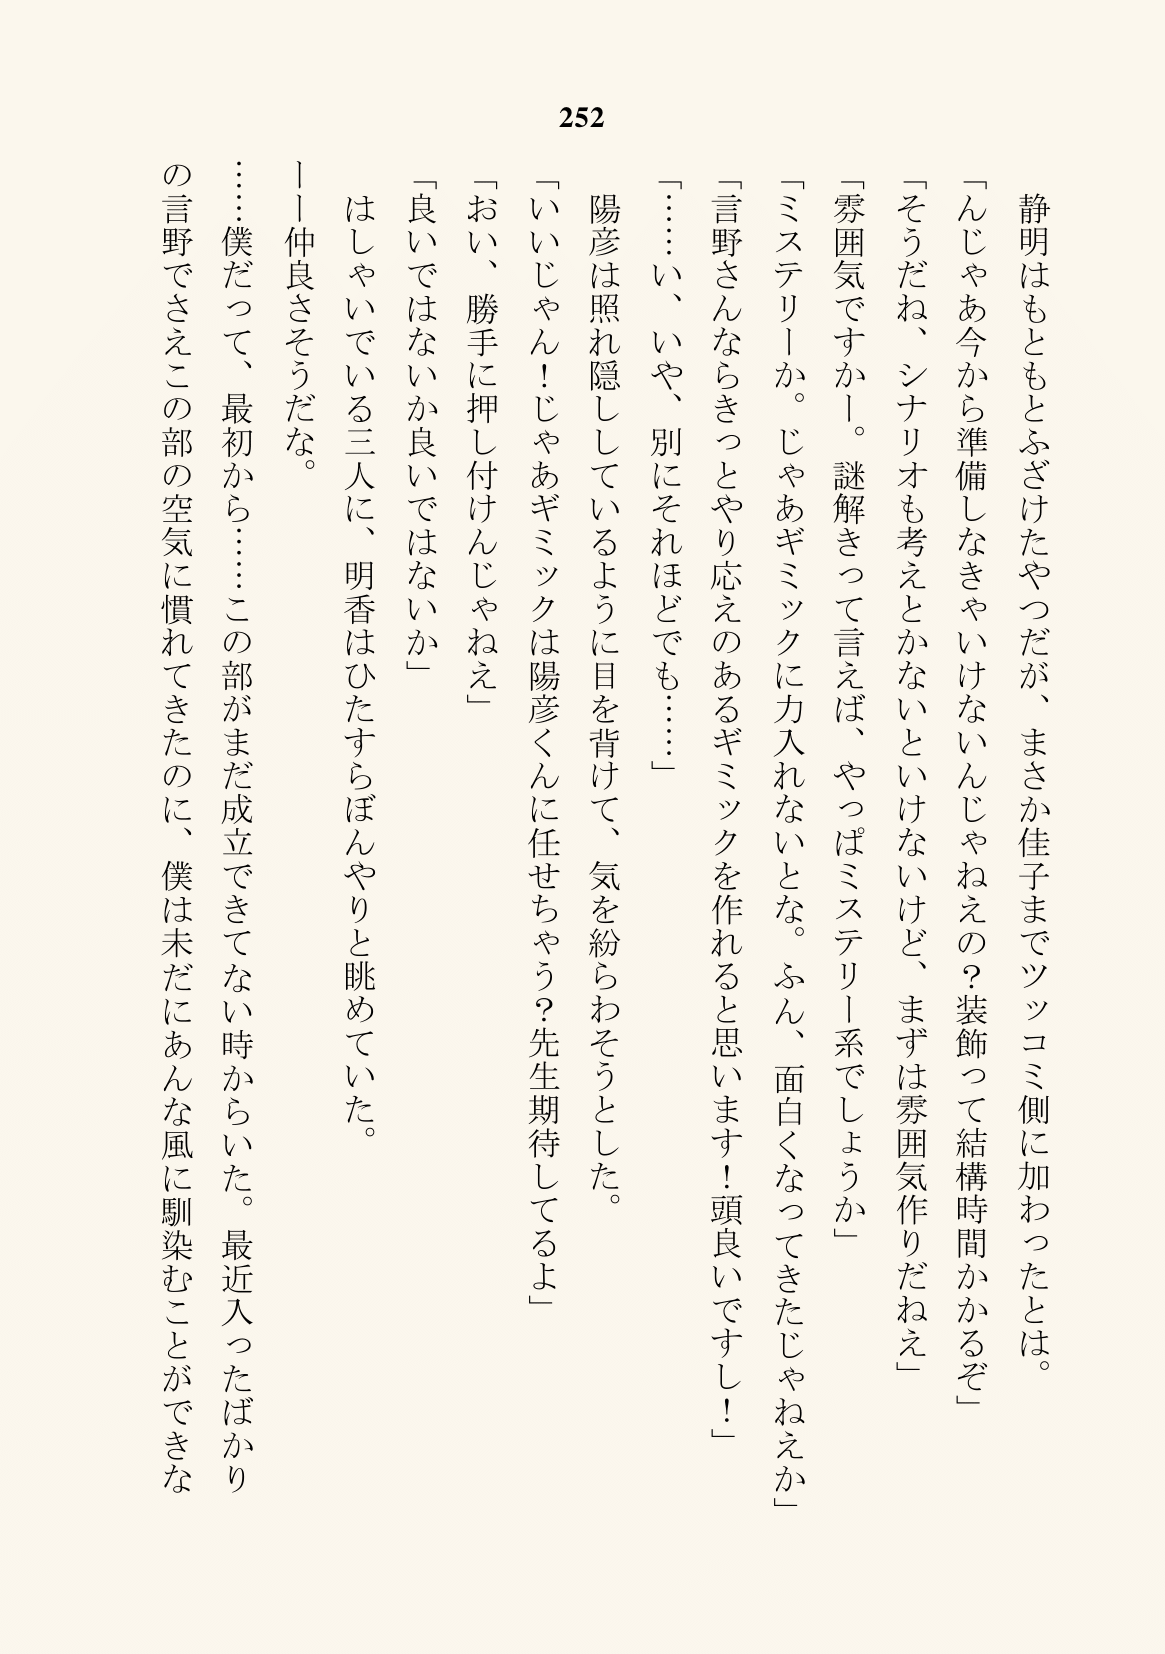 252
静明はもともとふざけたやつだが、まさか佳子までツッコミ側に加わったとは。
「んじゃあ今から準備しなきゃいけないんじゃねえの？装飾って結構時間かかるぞ」
「そうだね、シナリオも考えとかないといけないけど、まずは雰囲気作りだねえ」
「雰囲気ですかー。謎解きって言えば、やっぱミステリー系でしょうか」
「ミステリーか。じゃあギミックに力入れないとな。ふん、面白くなってきたじゃねえか」
「言野さんならきっとやり応えのあるギミックを作れると思います！頭良いですし！」
「……い、いや、別にそれほどでも……」
陽彦は照れ隠ししているように目を背けて、気を紛らわそうとした。
「いいじゃん！じゃあギミックは陽彦くんに任せちゃう？先生期待してるよ」
「おい、勝手に押し付けんじゃねえ」
「良いではないか良いではないか」
はしゃいでいる三人に、明香はひたすらぼんやりと眺めていた。
ーー仲良さそうだな。
……僕だって、最初から……この部がまだ成立できてない時からいた。最近入ったばかり
の言野でさえこの部の空気に慣れてきたのに、僕は未だにあんな風に馴染むことができな